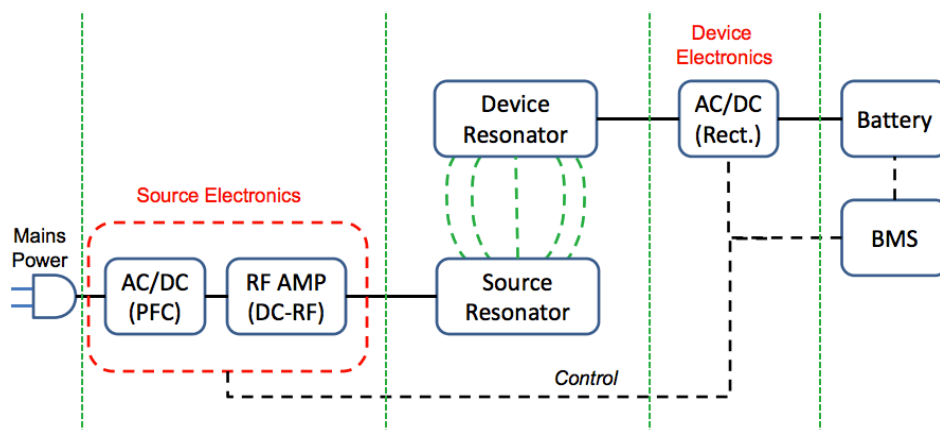 Device
Electronics
Device
Resonator
AC/DC
(Rect.)
Battery
Source Electronics
Mains
Power
AC/DC
(PFC)
RF AMP
(DC-RF)
Source
Resonator
BMS
Control